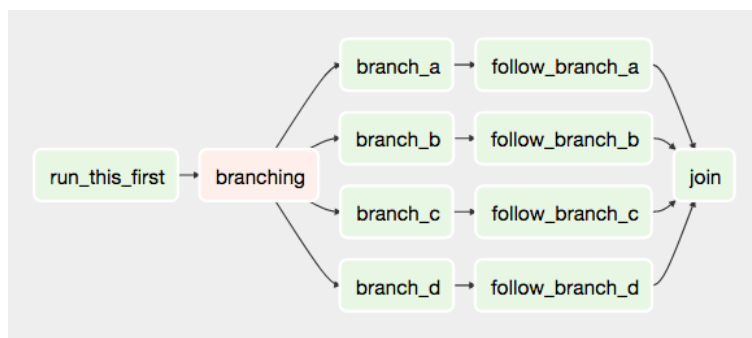 run_this_first
branching
branch_a
follow_branch_a
branch_b
follow_branch_b
branch_c
follow_branch_c
branch_d
follow_branch_d
join